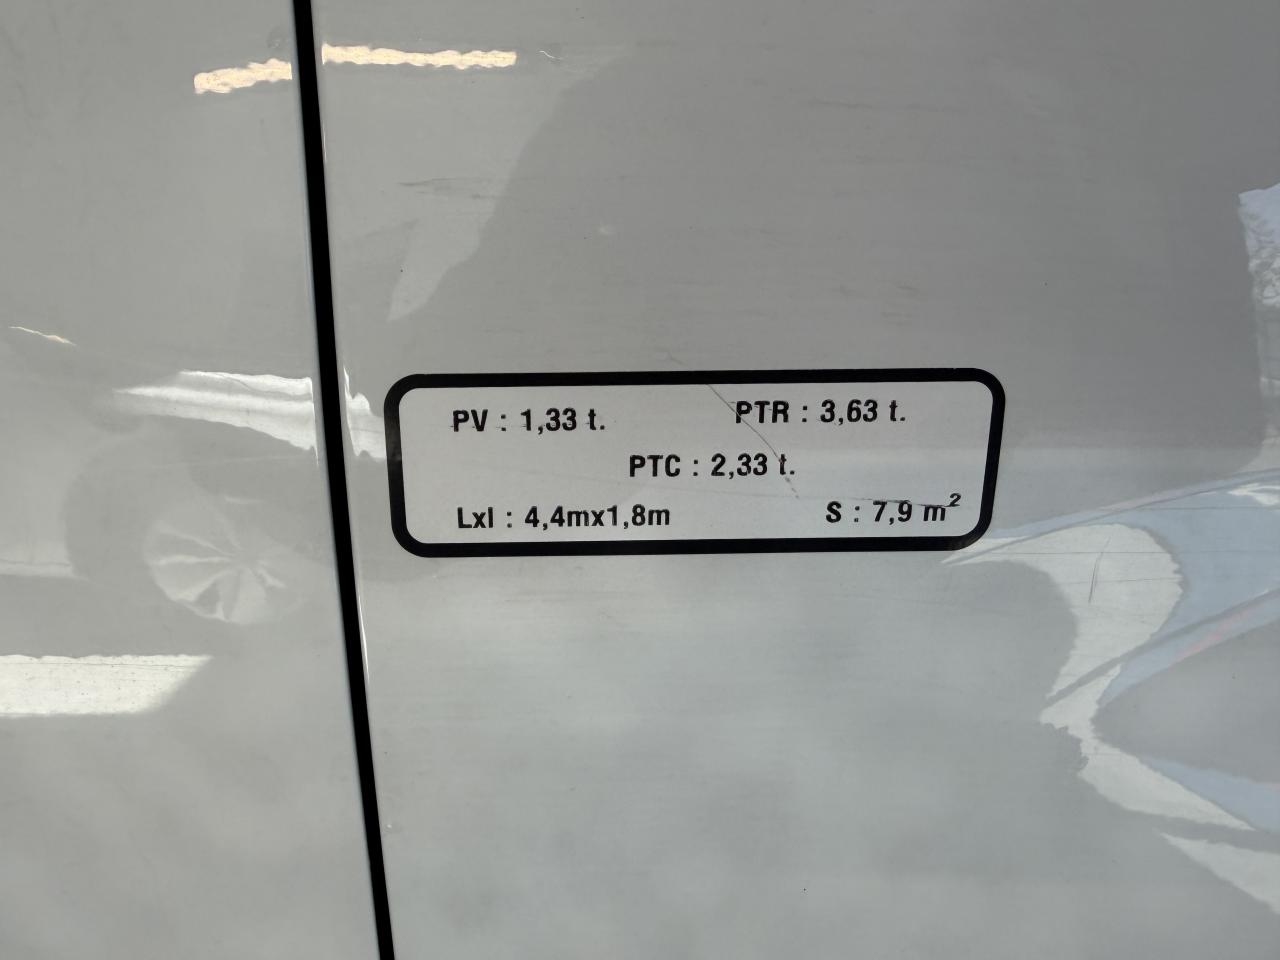 PV : 1,33 t. PTR : 3,63 t.
PTC : 2,33 t.
Lxl : 4,4mx1,8m S : 7,9 m²